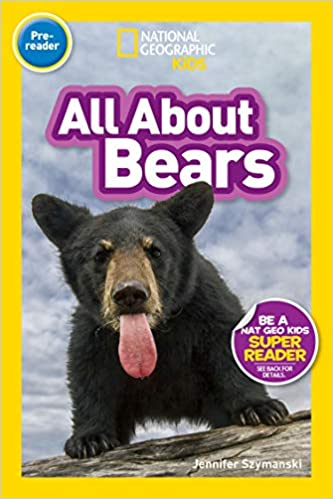 Pre-
reader
NATIONAL
GEOGRAPHIC
KiDS
All About
Bears
BE A
NAT GEO KIDS
SUPER
READER
SEE BACK FOR
DETAILS.
Jennifer Szymanski